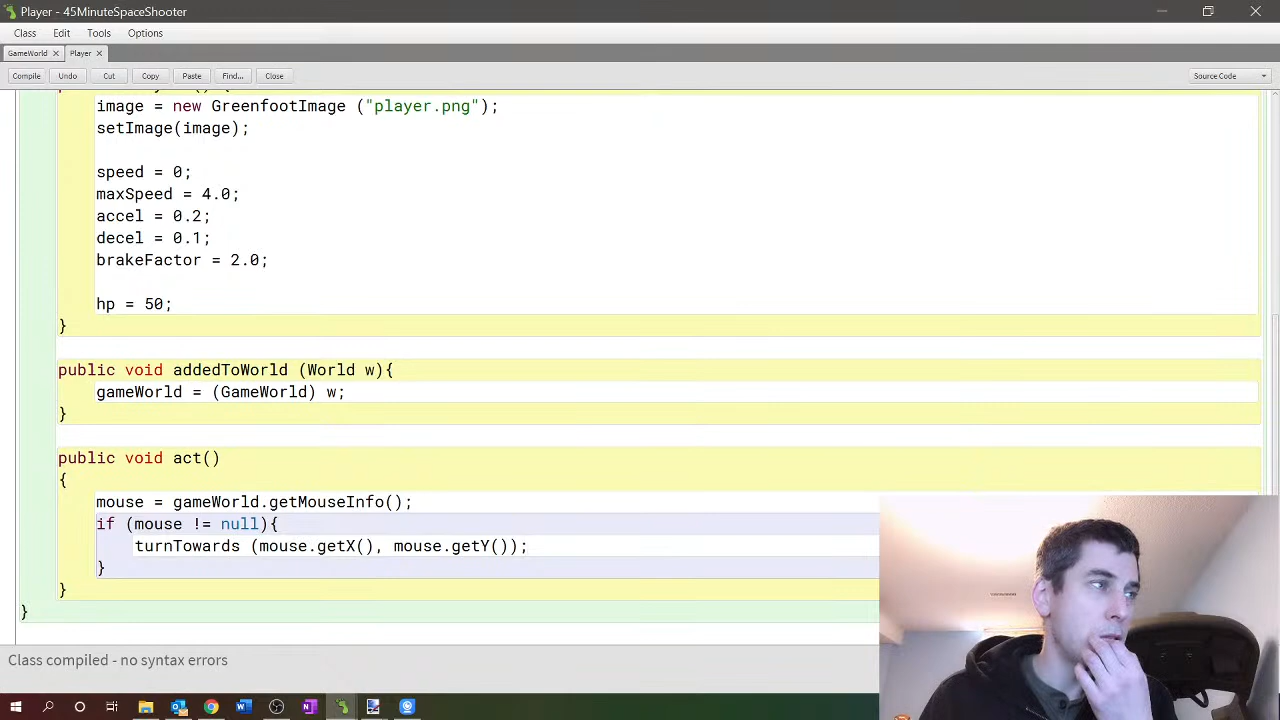 Player - 45MinuteSpaceShooter
Class Edit Tools Options
GameWorld × Player ×
Compile Undo Cut Copy Paste Find... Close Source Code
image = new GreenfootImage ("player.png");
setImage(image);
speed = 0;
maxSpeed = 4.0;
accel = 0.2;
decel = 0.1;
brakeFactor = 2.0;
hp = 50;
}
public void addedToWorld (World w){
gameWorld = (GameWorld) w;
}
public void act()
{
mouse = gameWorld.getMouseInfo();
if (mouse != null){
turnTowards (mouse.getX(), mouse.getY());
}
}
}
Class compiled - no syntax errors